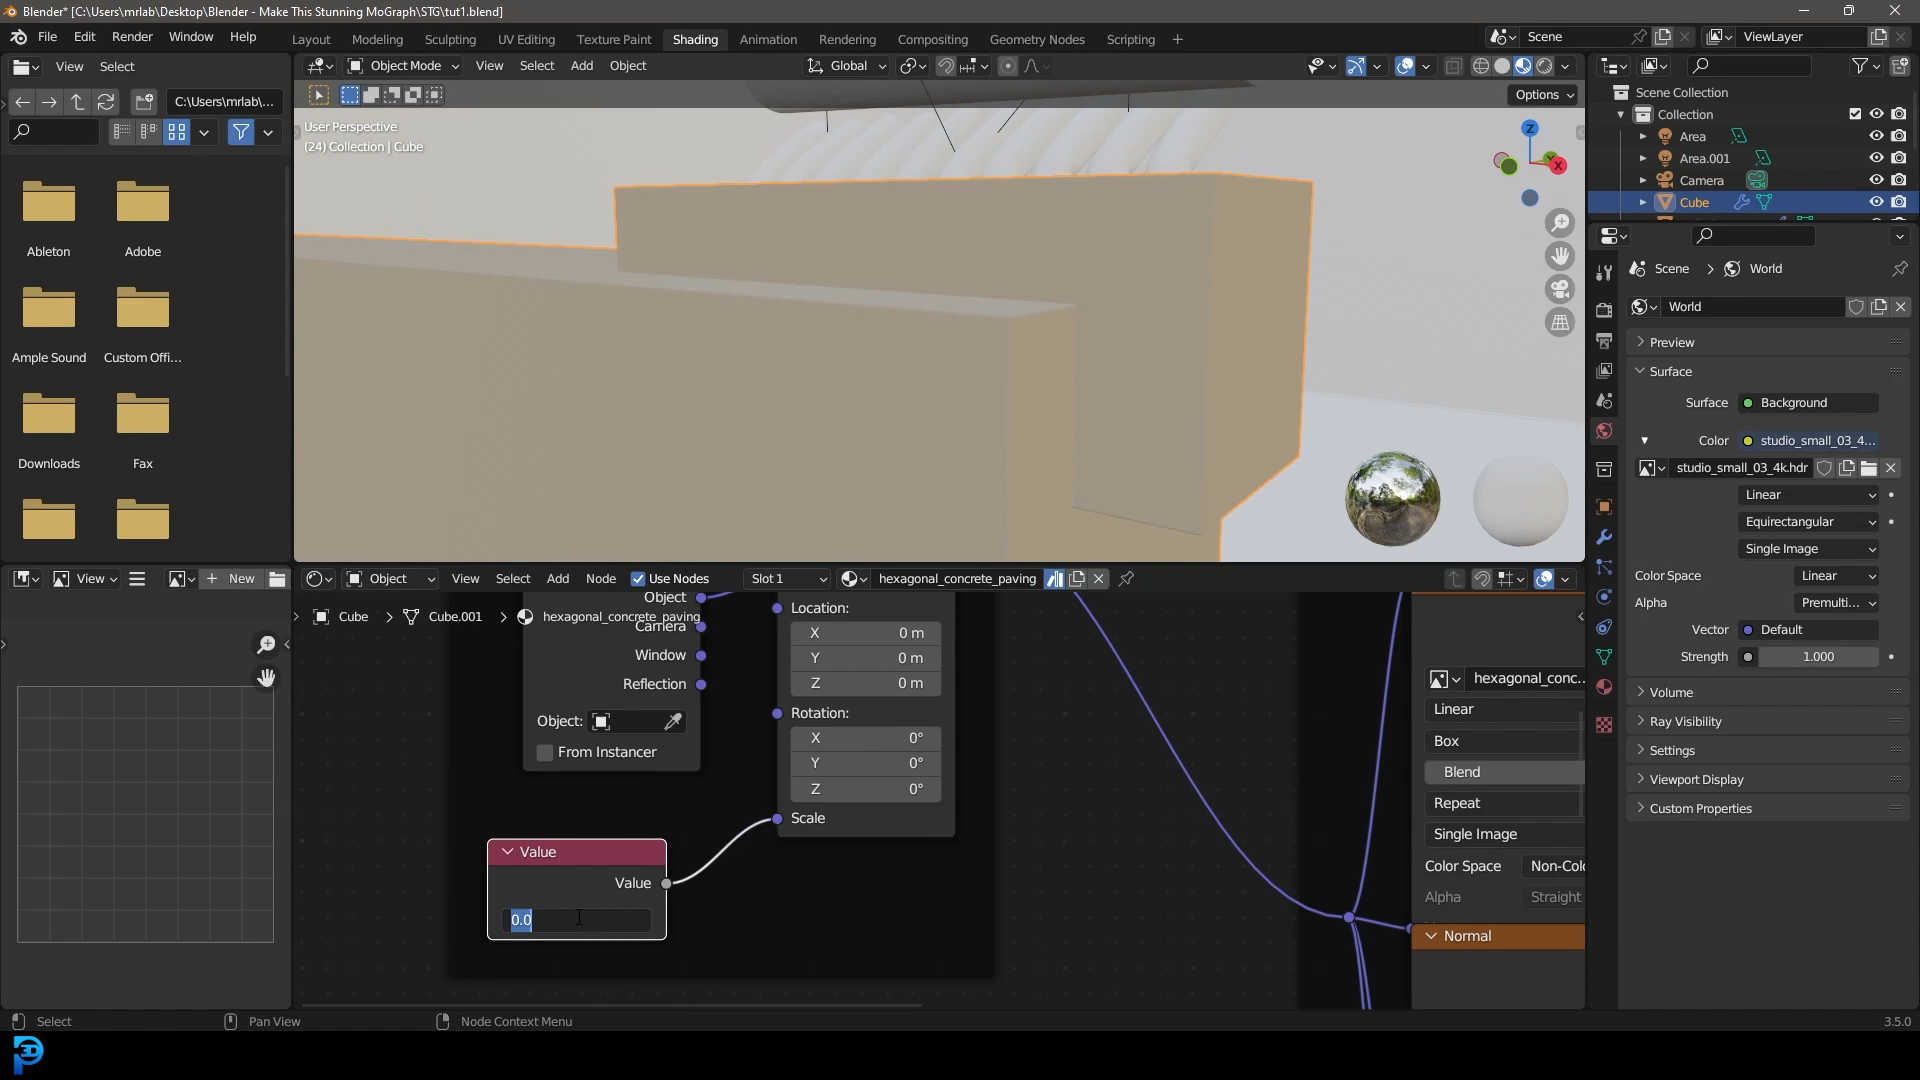 Blender* [C:\Users\mrlab\Desktop\Blender - Make This Stunning MoGraph\STG\tut1.blend]
File Edit Render Window Help Layout Modeling Sculpting UV Editing Texture Paint Shading Animation Rendering Compositing Geometry Nodes Scripting Scene ViewLayer
View Select
Object Mode View Select Add Object Global
C:\Users\mrlab\...
Options
User Perspective
(24) Collection | Cube
Z
X
Y
Scene Collection
Collection
Area
Area.001
Camera
Cube
Ableton Adobe
Ample Sound Custom Offi...
Downloads Fax
Scene World
World
Preview
Surface
Surface Background
Color studio_small_03_4...
studio_small_03_4k.hdr
Linear
Equirectangular
Single Image
Color Space Linear
Alpha Premulti...
Vector Default
Strength 1.000
Volume
Ray Visibility
Settings
Viewport Display
Custom Properties
View New
Object View Select Add Node Use Nodes Slot 1 hexagonal_concrete_paving
Cube Cube.001 hexagonal_concrete_paving
Object
Camera
Window
Reflection
Object:
From Instancer
Location:
X 0 m
Y 0 m
Z 0 m
Rotation:
X 0°
Y 0°
Z 0°
Scale
Value
Value
0.0
hexagonal_conc...
Linear
Box
Blend
Repeat
Single Image
Color Space Non-Colo
Alpha Straight
Normal
Select Pan View Node Context Menu 3.5.0